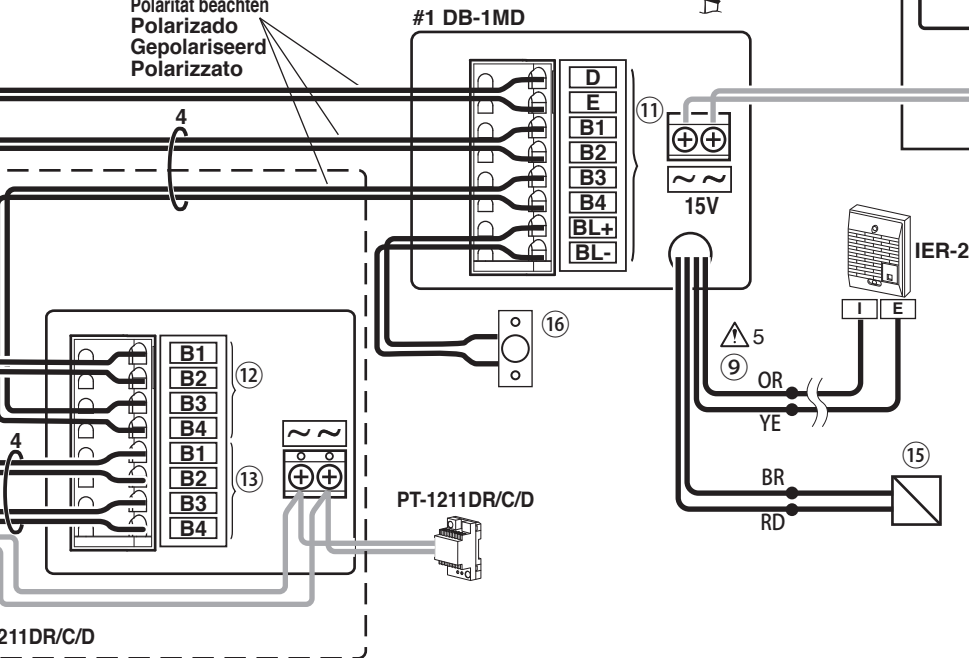 Polarität beachten
Polarizado
Gepolariseerd
Polarizzato
#1 DB-1MD
4
D
E
B1
B2
B3
B4
BL+
BL-
⑪
~ ~
15V
IER-2
I E
⑯
⚠5
⑨
OR
YE
BR
RD
⑮
B1
B2
B3
B4
B1
B2
B3
B4
⑫
⑬
4
~ ~
PT-1211DR/C/D
211DR/C/D